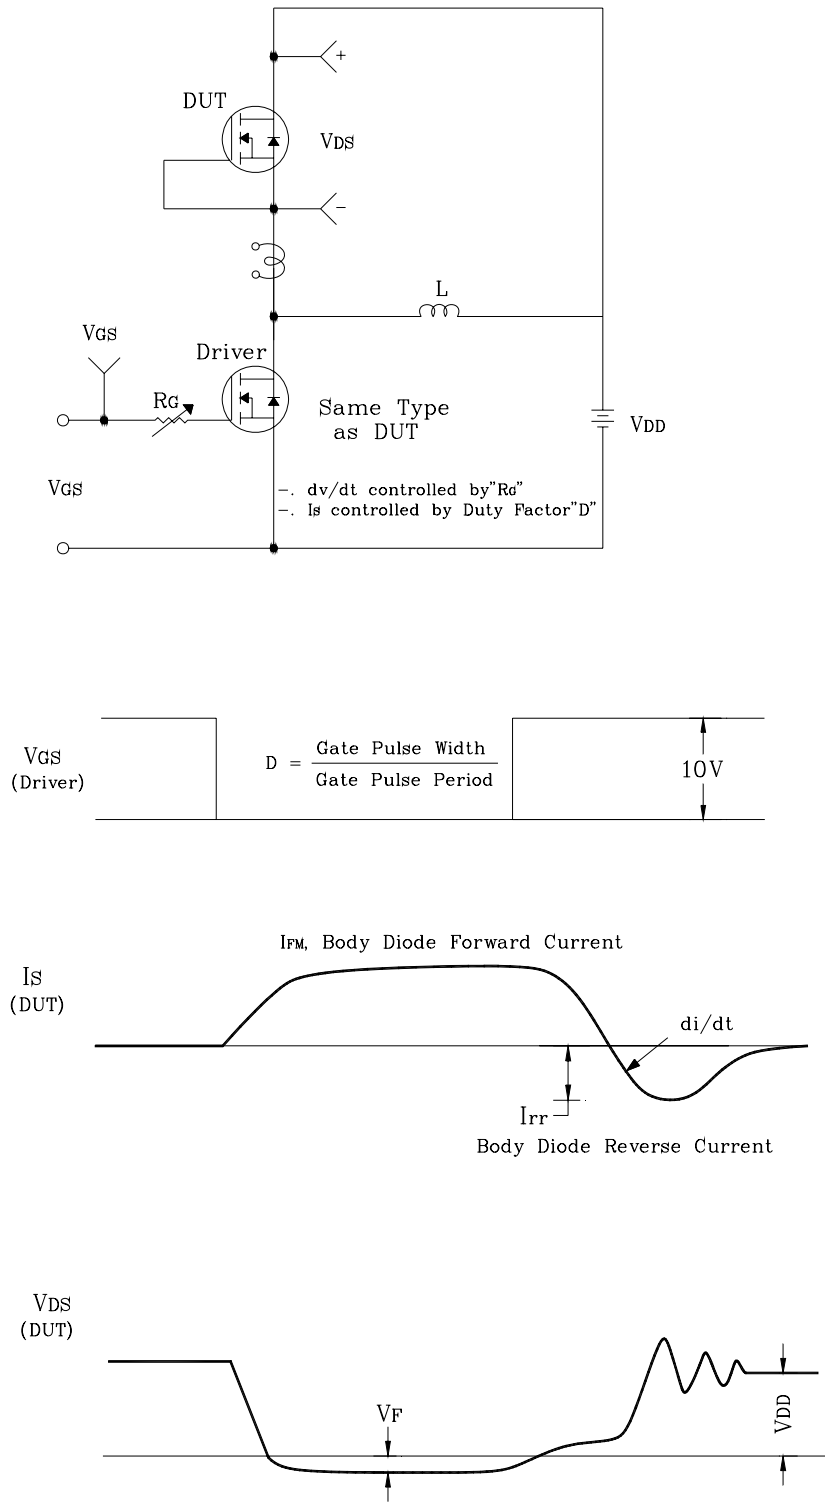 +
DUT
VDS
−
L
VGS
Driver
RG
Same Type
as DUT
VDD
VGS
−. dv/dt controlled by"RG"
−. Is controlled by Duty Factor"D"
VGS
(Driver)
D = Gate Pulse Width
Gate Pulse Period
10V
IFM, Body Diode Forward Current
IS
(DUT)
di/dt
Irr
Body Diode Reverse Current
VDS
(DUT)
VF
VDD